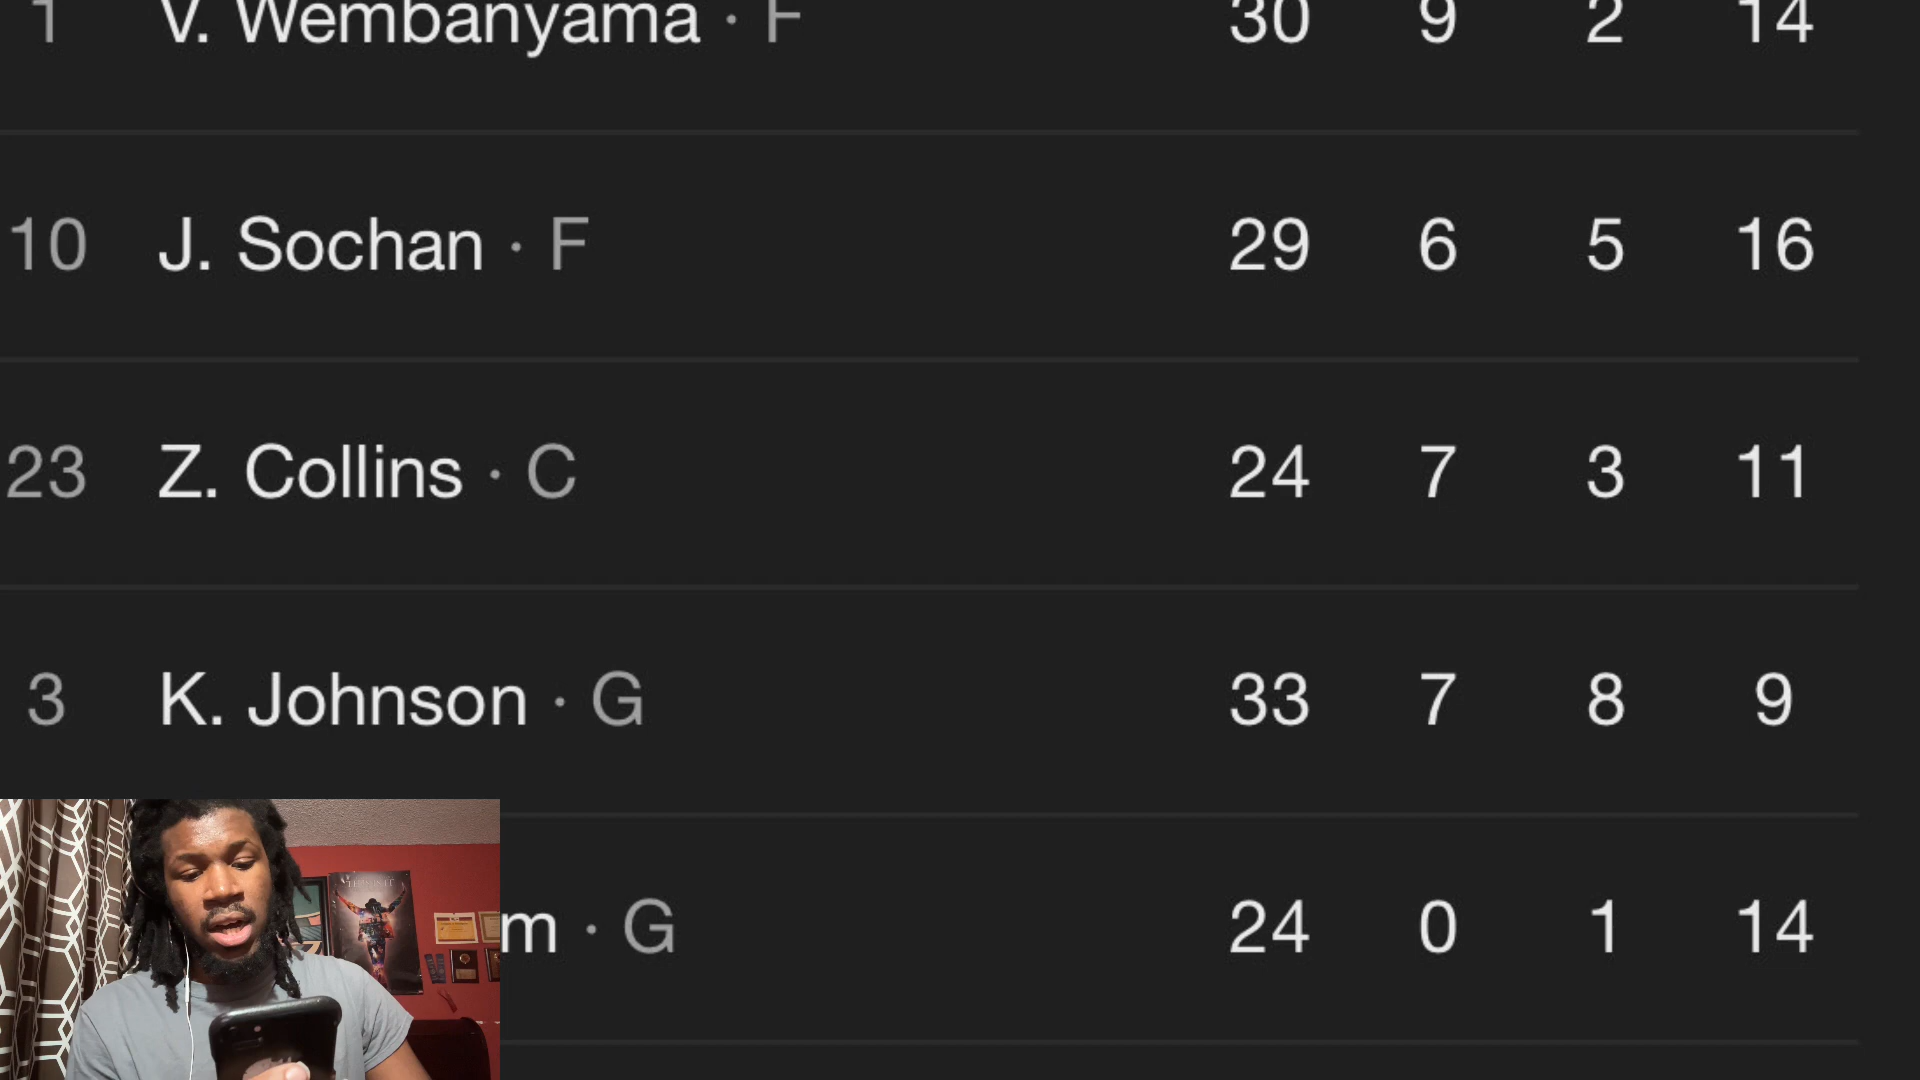 1 V. Wembanyama · F 30 9 2 14
10 J. Sochan · F 29 6 5 16
23 Z. Collins · C 24 7 3 11
3 K. Johnson · G 33 7 8 9
m · G 24 0 1 14